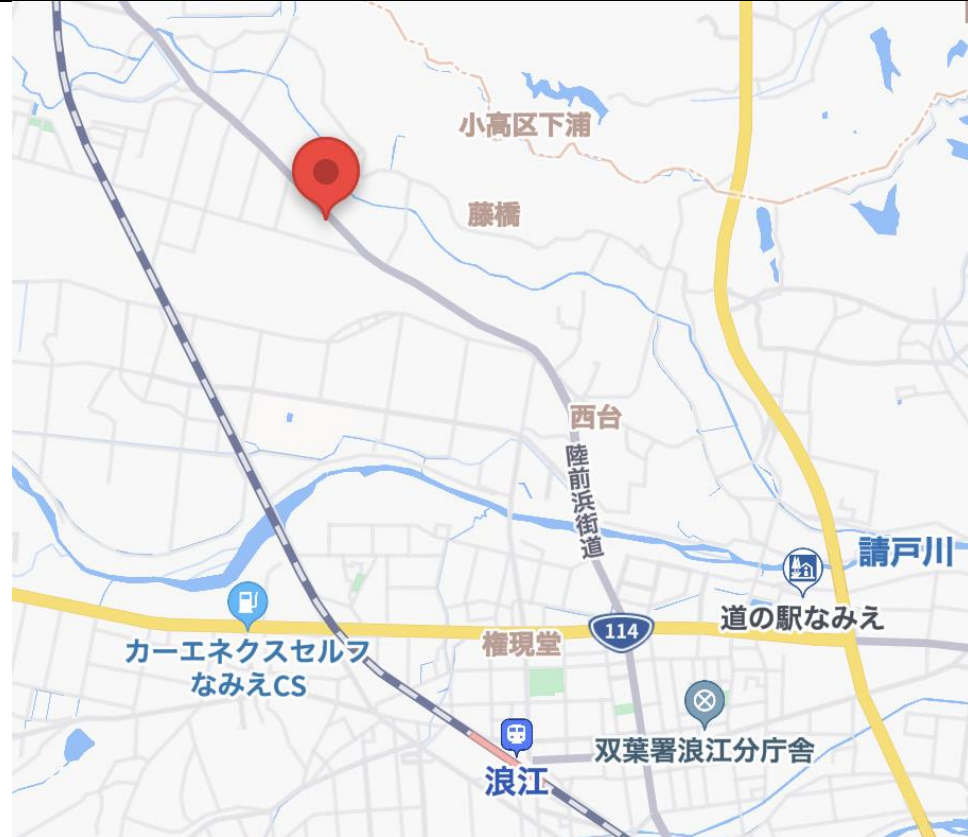 小高区下浦
藤橋
西台
陸前浜街道
請戸川
道の駅なみえ
114
権現堂
カーエネクスセルフ
なみえCS
双葉署浪江分庁舎
浪江